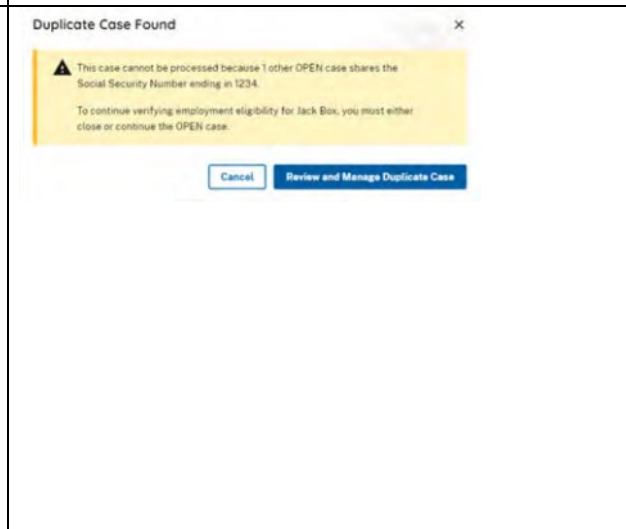 Duplicate Case Found
This case cannot be processed because 1 other OPEN case shares the
Social Security Number ending in 1234.
To continue verifying employment eligibility for Jack Box, you must either
close or continue the OPEN case.
Cancel
Review and Manage Duplicate Case